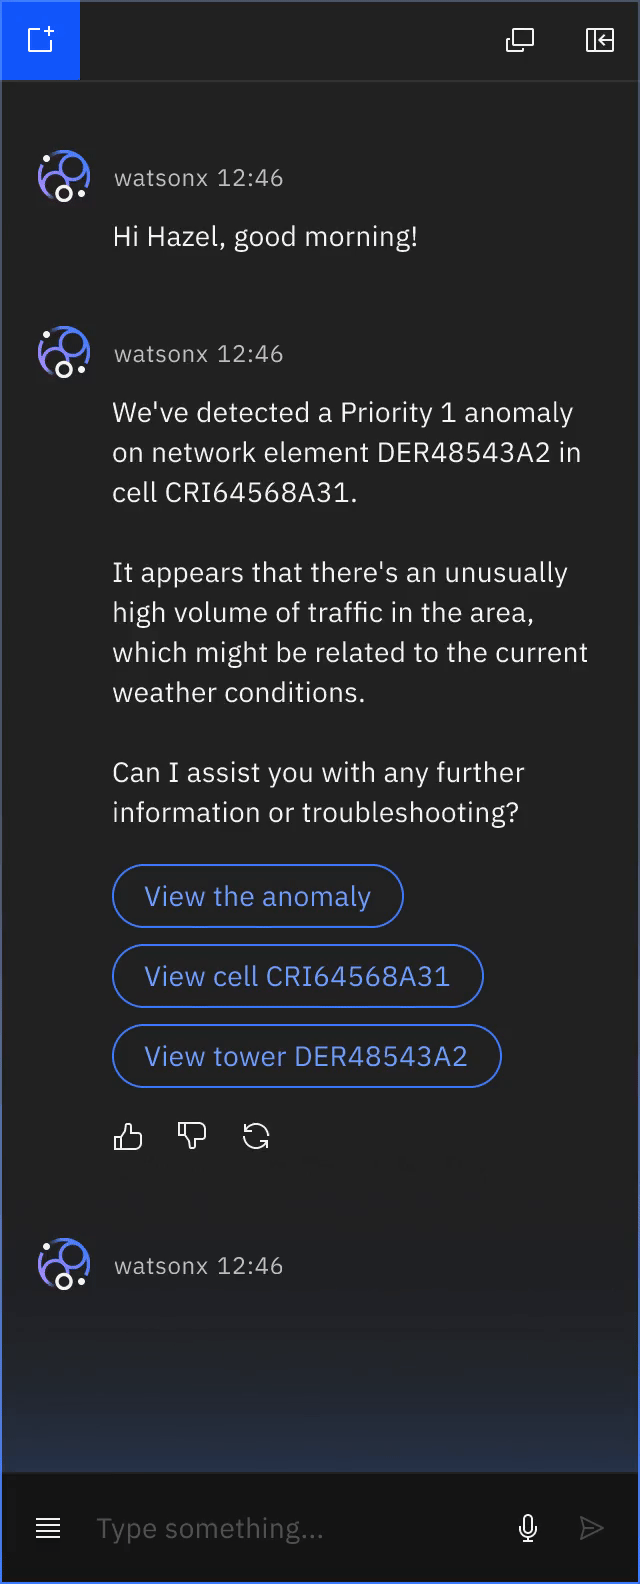 watsonx 12:46
Hi Hazel, good morning!
watsonx 12:46
We've detected a Priority 1 anomaly
on network element DER48543A2 in
cell CRI64568A31.
It appears that there's an unusually
high volume of traffic in the area,
which might be related to the current
weather conditions.
Can I assist you with any further
information or troubleshooting?
View the anomaly
View cell CRI64568A31
View tower DER48543A2
watsonx 12:46
Type something...